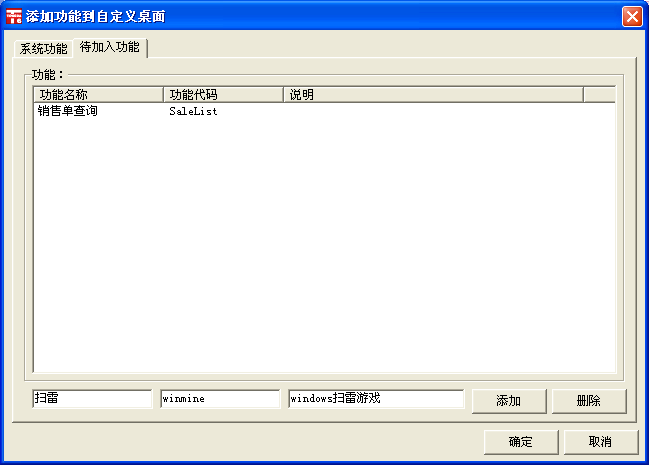 添加功能到自定义桌面
系统功能 待加入功能
功能：
功能名称 功能代码 说明
销售单查询 SaleList
扫雷 winmine windows扫雷游戏 添加 删除
确定 取消